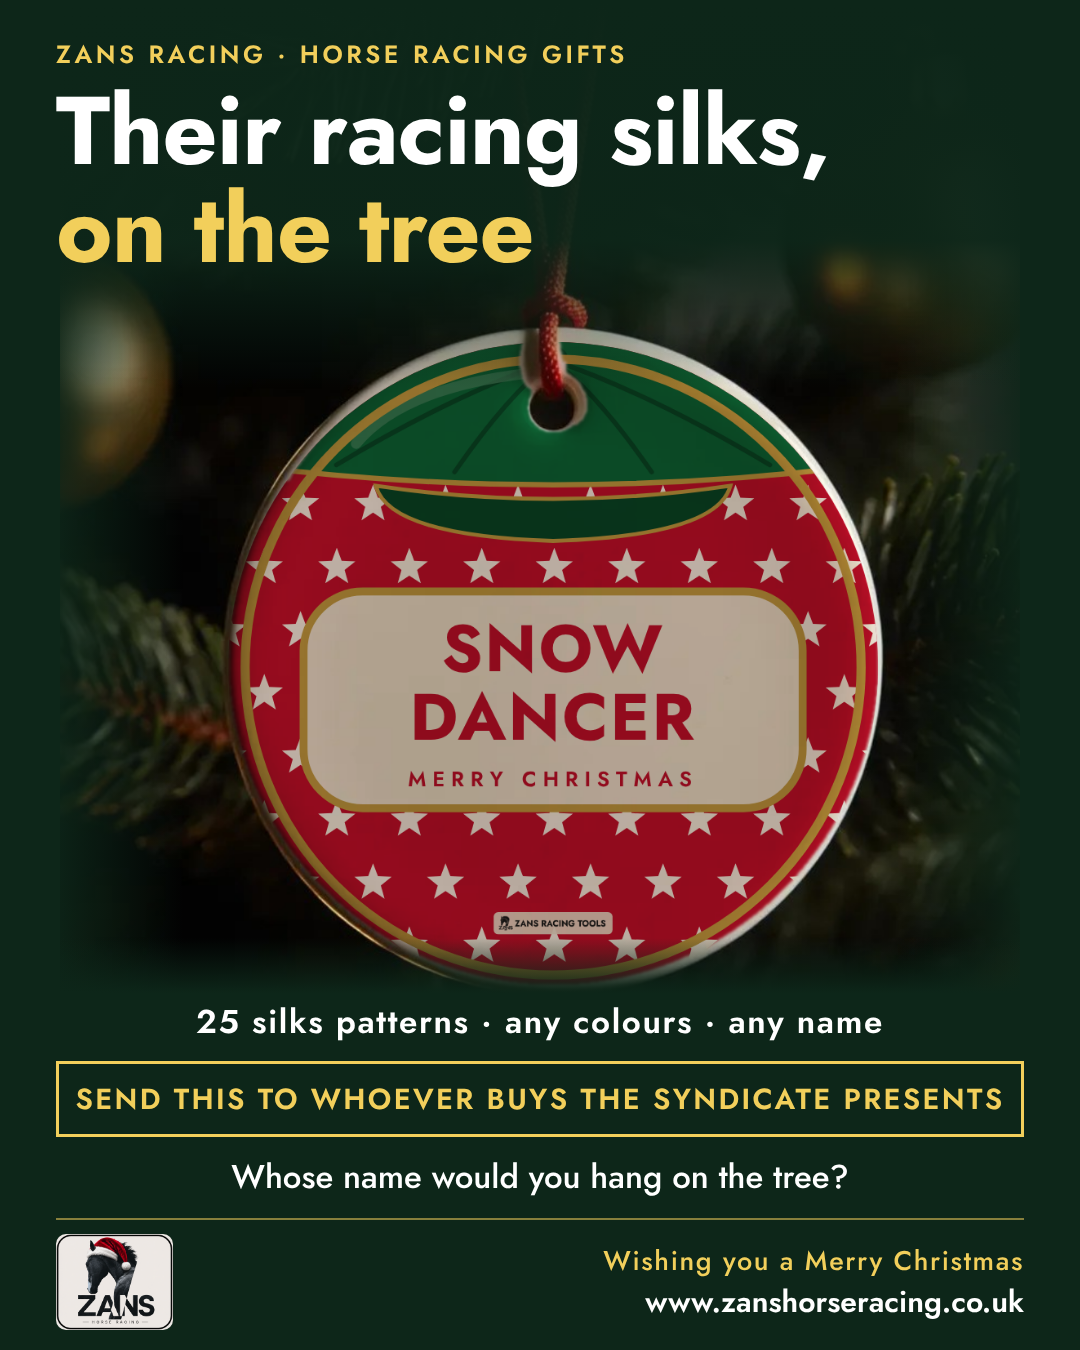 ZANS RACING · HORSE RACING GIFTS
Their racing silks,
on the tree
SNOW
DANCER
MERRY CHRISTMAS
ZANS RACING TOOLS
25 silks patterns · any colours · any name
SEND THIS TO WHOEVER BUYS THE SYNDICATE PRESENTS
Whose name would you hang on the tree?
ZANS
HORSE RACING
Wishing you a Merry Christmas
www.zanshorseracing.co.uk